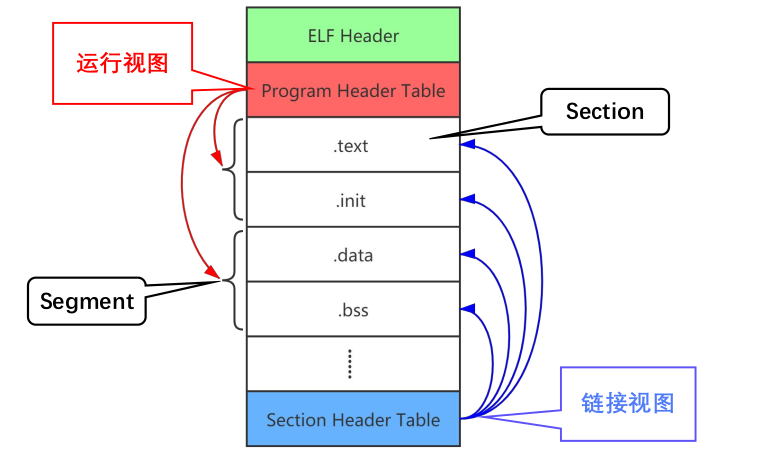 ELF Header
运行视图
Program Header Table
Section
.text
.init
.data
Segment
.bss
链接视图
Section Header Table